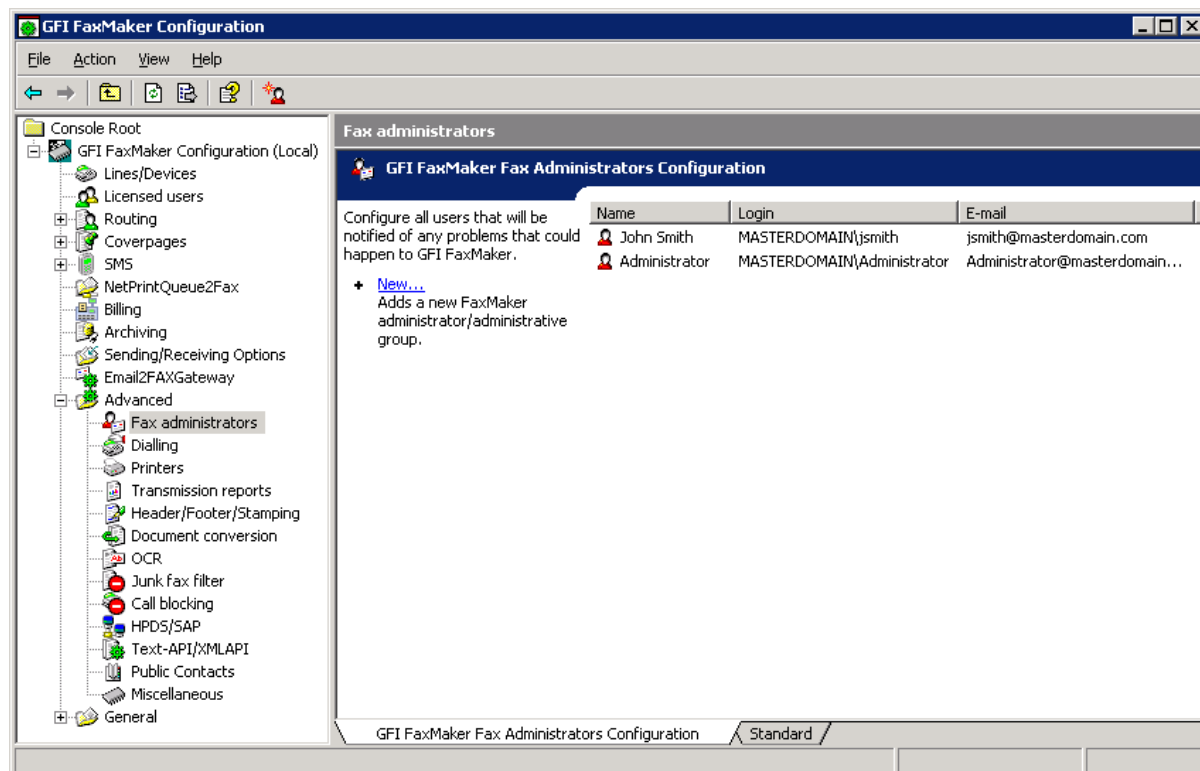 GFI FaxMaker Configuration
File Action View Help
Console Root
GFI FaxMaker Configuration (Local)
Lines/Devices
Licensed users
Routing
Coverpages
SMS
NetPrintQueue2Fax
Billing
Archiving
Sending/Receiving Options
Email2FAXGateway
Advanced
Fax administrators
Dialling
Printers
Transmission reports
Header/Footer/Stamping
Document conversion
OCR
Junk fax filter
Call blocking
HPDS/SAP
Text-API/XMLAPI
Public Contacts
Miscellaneous
General
Fax administrators
GFI FaxMaker Fax Administrators Configuration
Configure all users that will be
notified of any problems that could
happen to GFI FaxMaker.
New...
Adds a new FaxMaker
administrator/administrative
group.
Name Login E-mail
John Smith MASTERDOMAIN\jsmith jsmith@masterdomain.com
Administrator MASTERDOMAIN\Administrator Administrator@masterdomain...
GFI FaxMaker Fax Administrators Configuration Standard